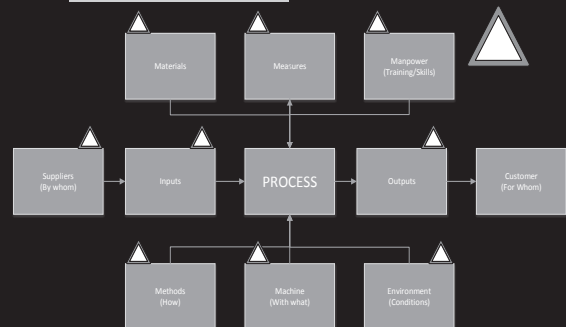 Materials
Measures
Manpower
(Training/Skills)
Suppliers
(By whom)
Inputs
PROCESS
Outputs
Customer
(For Whom)
Methods
(How)
Machine
(With what)
Environment
(Conditions)